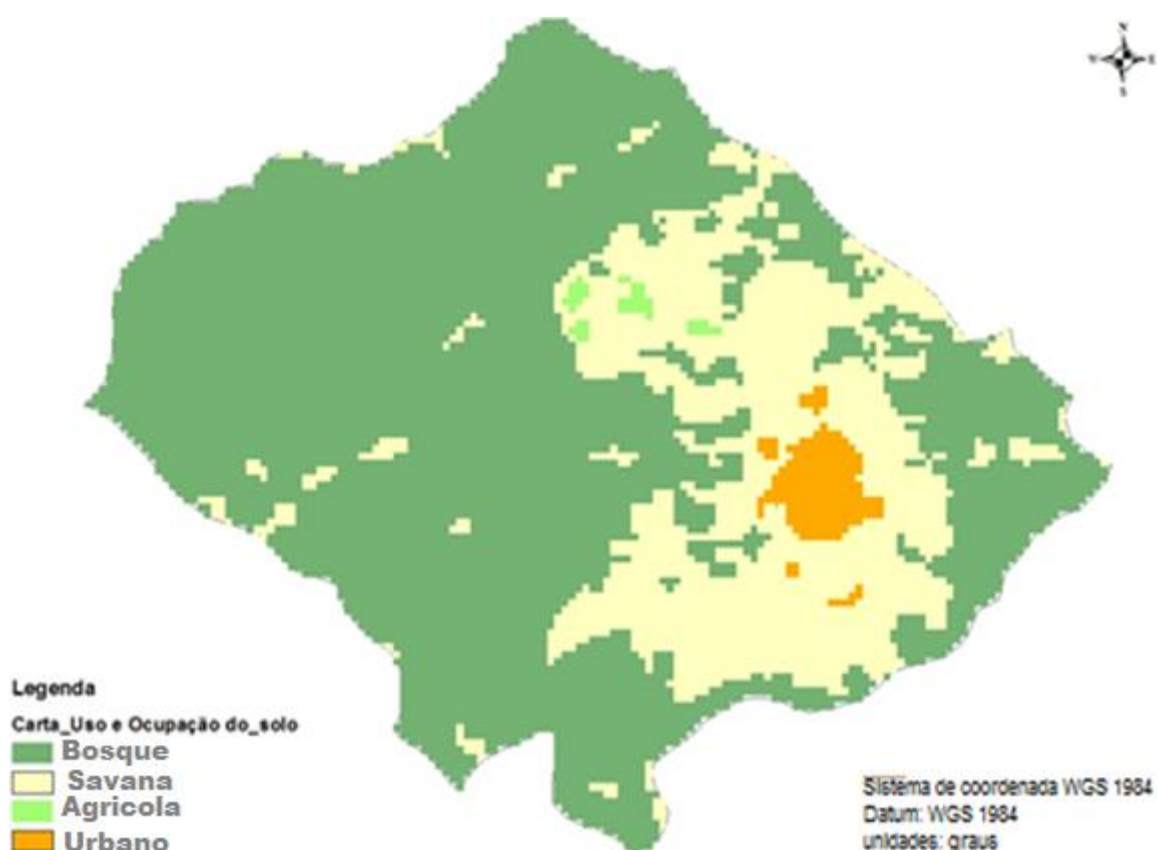 N
S
Legenda
Carta_Uso e Ocupação do_solo
Bosque
Savana
Agricola
Urbano
Sistema de coordenada WGS 1984
Datum: WGS 1984
unidades: graus